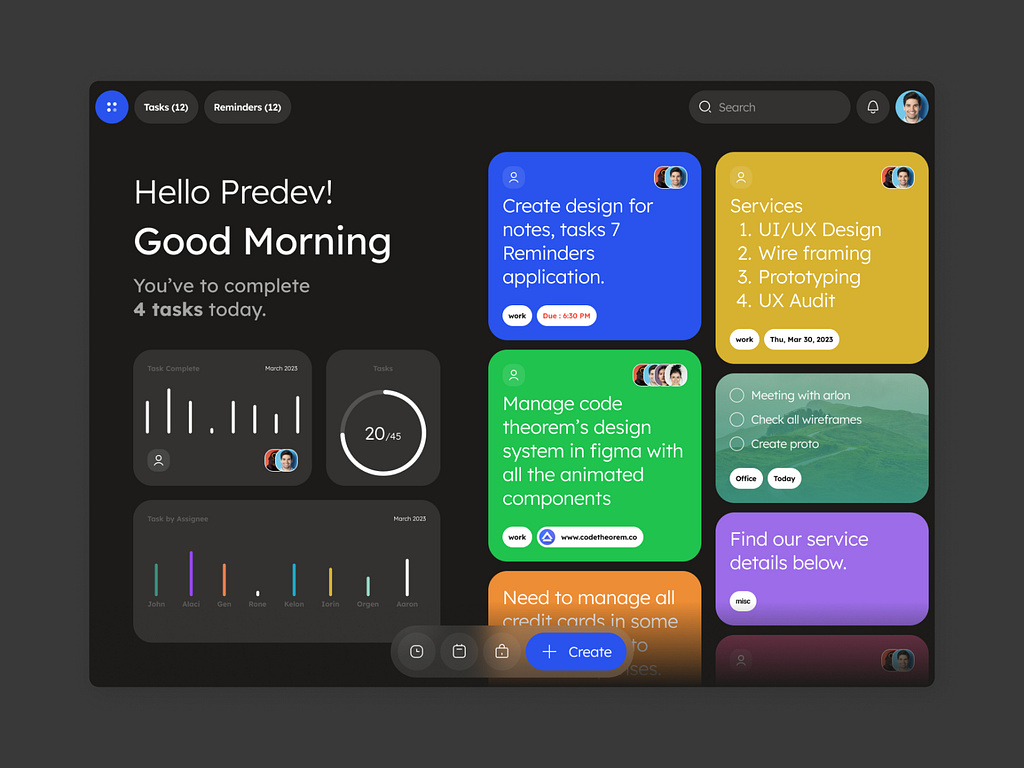 Tasks (12)
Reminders (12)
Search
Hello Predev!
Good Morning
You've to complete
4 tasks today.
Task Complete
March 2023
Tasks
20/45
Task by Assignee
March 2023
John
Alaci
Gen
Rone
Kelon
Iorin
Orgen
Aaron
Create design for
notes, tasks 7
Reminders
application.
work
Due : 6:30 PM
Manage code
theorem's design
system in figma with
all the animated
components
work
www.codetheorem.co
Need to manage all
credit cards in some
to
Services
1. UI/UX Design
2. Wire framing
3. Prototyping
4. UX Audit
work
Thu, Mar 30, 2023
Meeting with arlon
Check all wireframes
Create proto
Office
Today
Find our service
details below.
misc
Create